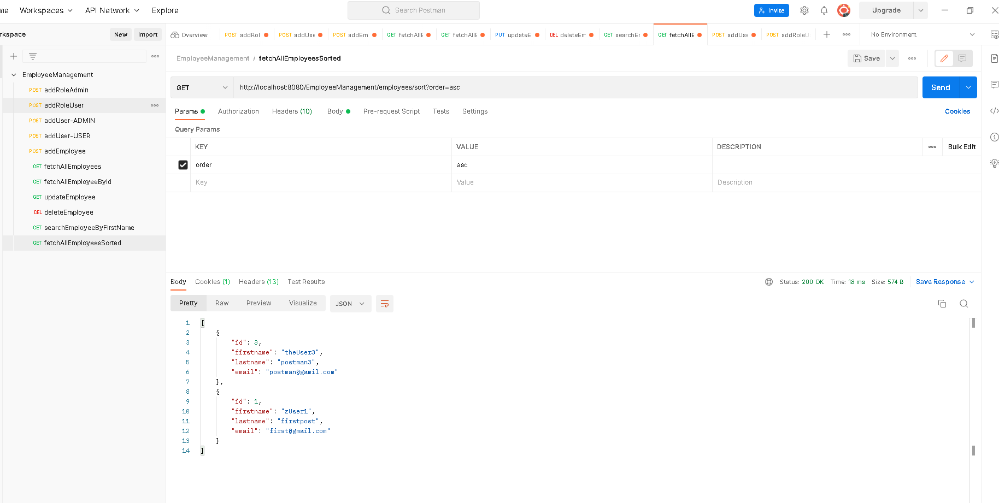 me Workspaces API Network Explore Search Postman Invite Upgrade
rkspace New Import Overview POST addRol POST addUse POST addEm GET fetchAllE GET fetchAllE PUT updateE DEL deleteEm GET searchEr GET fetchAllE POST addUse POST addRoleU No Environment
EmployeeManagement / fetchAllEmployeesSorted Save
EmployeeManagement
POST addRoleAdmin
POST addRoleUser
POST addUser-ADMIN
POST addUser-USER
POST addEmployee
GET fetchAllEmployees
GET fetchAllEmployeeById
GET updateEmployee
DEL deleteEmployee
GET searchEmployeeByFirstName
GET fetchAllEmployeesSorted
GET http://localhost:8080/EmployeeManagement/employees/sort?order=asc Send
Params Authorization Headers (10) Body Pre-request Script Tests Settings Cookies
Query Params
KEY VALUE DESCRIPTION Bulk Edit
order asc
Key Value Description
Body Cookies (1) Headers (13) Test Results Status: 200 OK Time: 18 ms Size: 574 B Save Response
Pretty Raw Preview Visualize JSON
1 [
2 {
3 "id": 3,
4 "firstname": "theUser3",
5 "lastname": "postman3",
6 "email": "postman@gamil.com"
7 },
8 {
9 "id": 1,
10 "firstname": "zUser1",
11 "lastname": "firstpost",
12 "email": "first@gmail.com"
13 }
14 ]